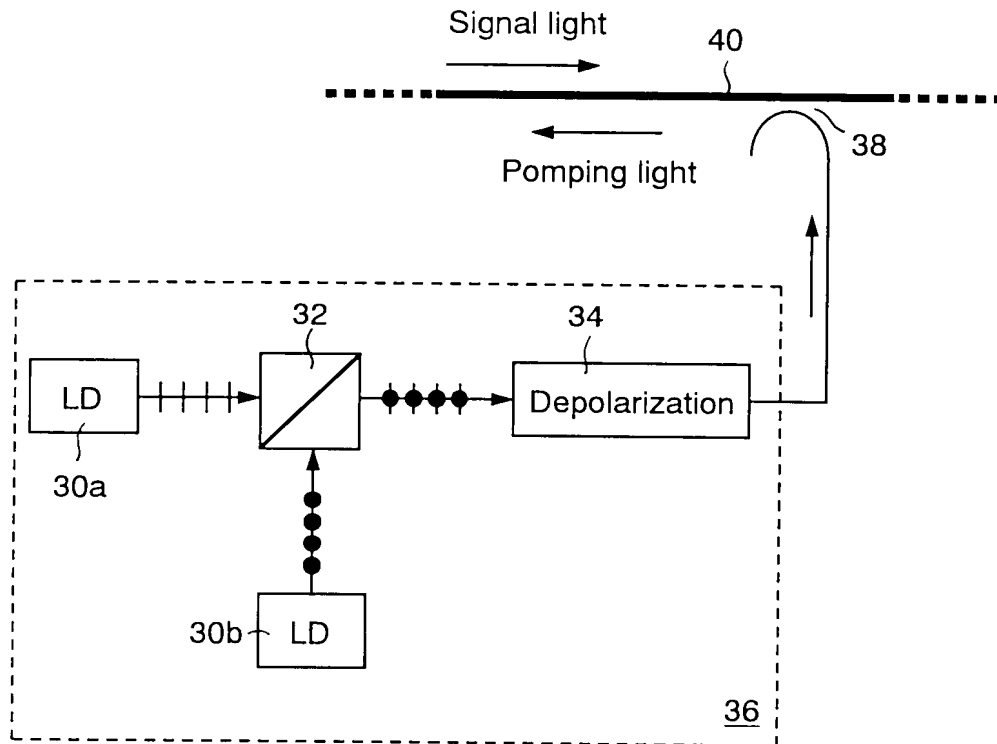 Signal light
40
38
Pomping light
32
34
LD
Depolarization
30a
30b
LD
36